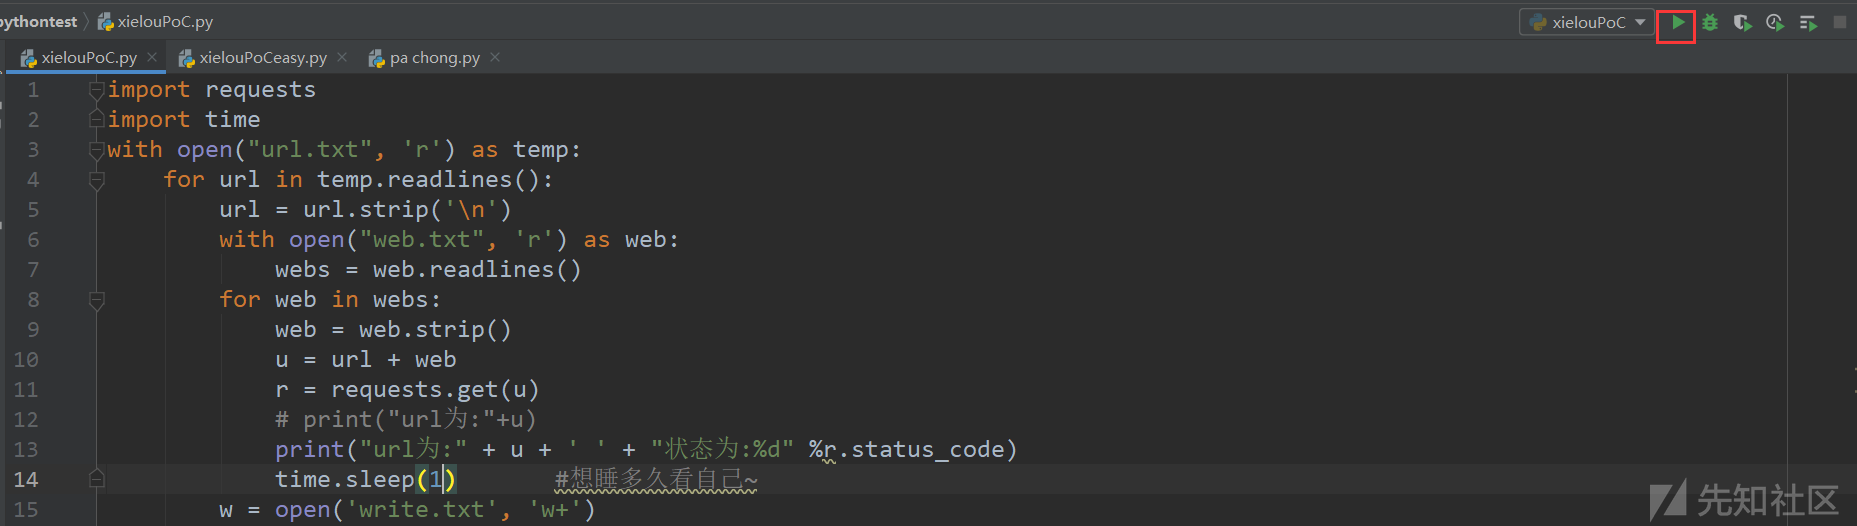 pythontest xielouPoC.py xielouPoC
xielouPoC.py xielouPoCeasy.py pa chong.py
1 import requests
2 import time
3 with open("url.txt", 'r') as temp:
4 for url in temp.readlines():
5 url = url.strip('\n')
6 with open("web.txt", 'r') as web:
7 webs = web.readlines()
8 for web in webs:
9 web = web.strip()
10 u = url + web
11 r = requests.get(u)
12 # print("url为:"+u)
13 print("url为:" + u + ' ' + "状态为:%d" %r.status_code)
14 time.sleep(1) #想睡多久看自己~
15 w = open('write.txt', 'w+')
先知社区